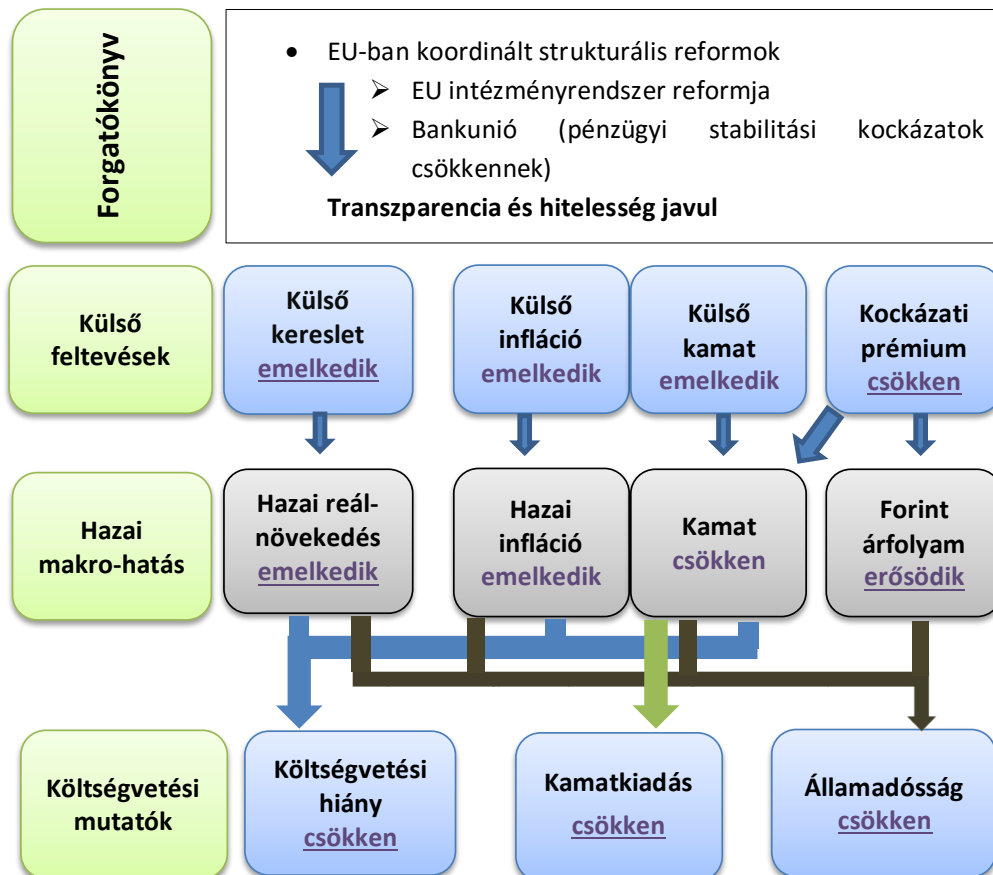 Forgatókönyv
• EU-ban koordinált strukturális reformok
➢ EU intézményrendszer reformja
➢ Bankunió (pénzügyi stabilitási kockázatok
csökkennek)
Transzparencia és hitelesség javul
Külső
feltevések
Külső
kereslet
emelkedik
Külső
infláció
emelkedik
Külső
kamat
emelkedik
Kockázati
prémium
csökken
Hazai
makro-hatás
Hazai reál-
növekedés
emelkedik
Hazai
infláció
emelkedik
Kamat
csökken
Forint
árfolyam
erősödik
Költségvetési
mutatók
Költségvetési
hiány
csökken
Kamatkiadás
csökken
Államadósság
csökken